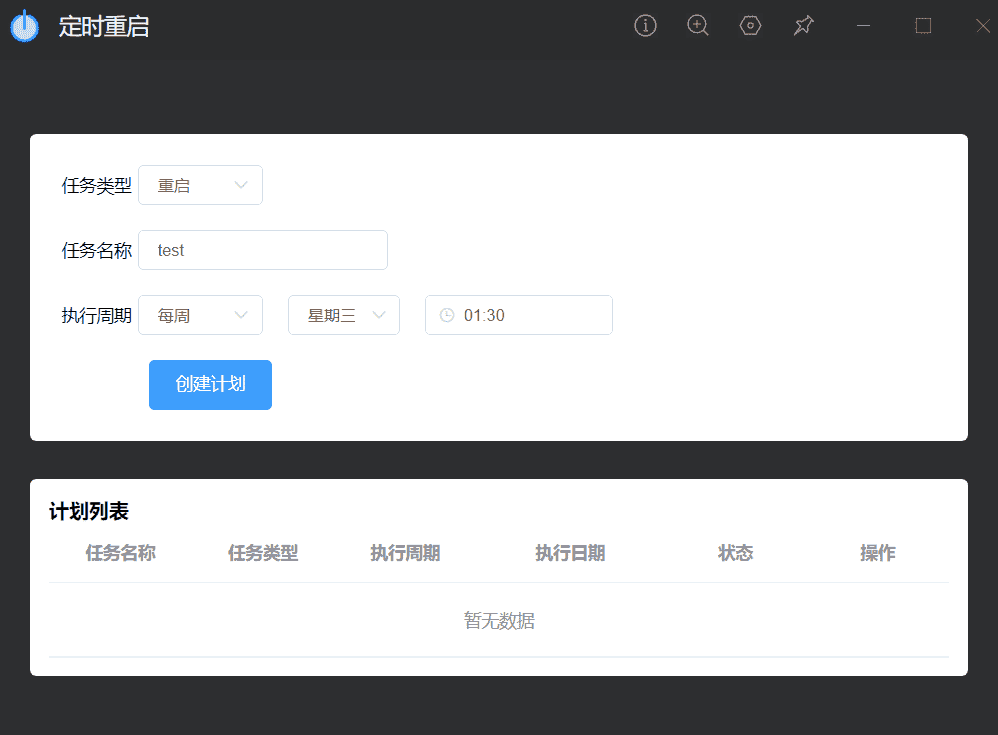 定时重启
任务类型 重启
任务名称 test
执行周期 每周 星期三 01:30
创建计划
计划列表
任务名称 任务类型 执行周期 执行日期 状态 操作
暂无数据